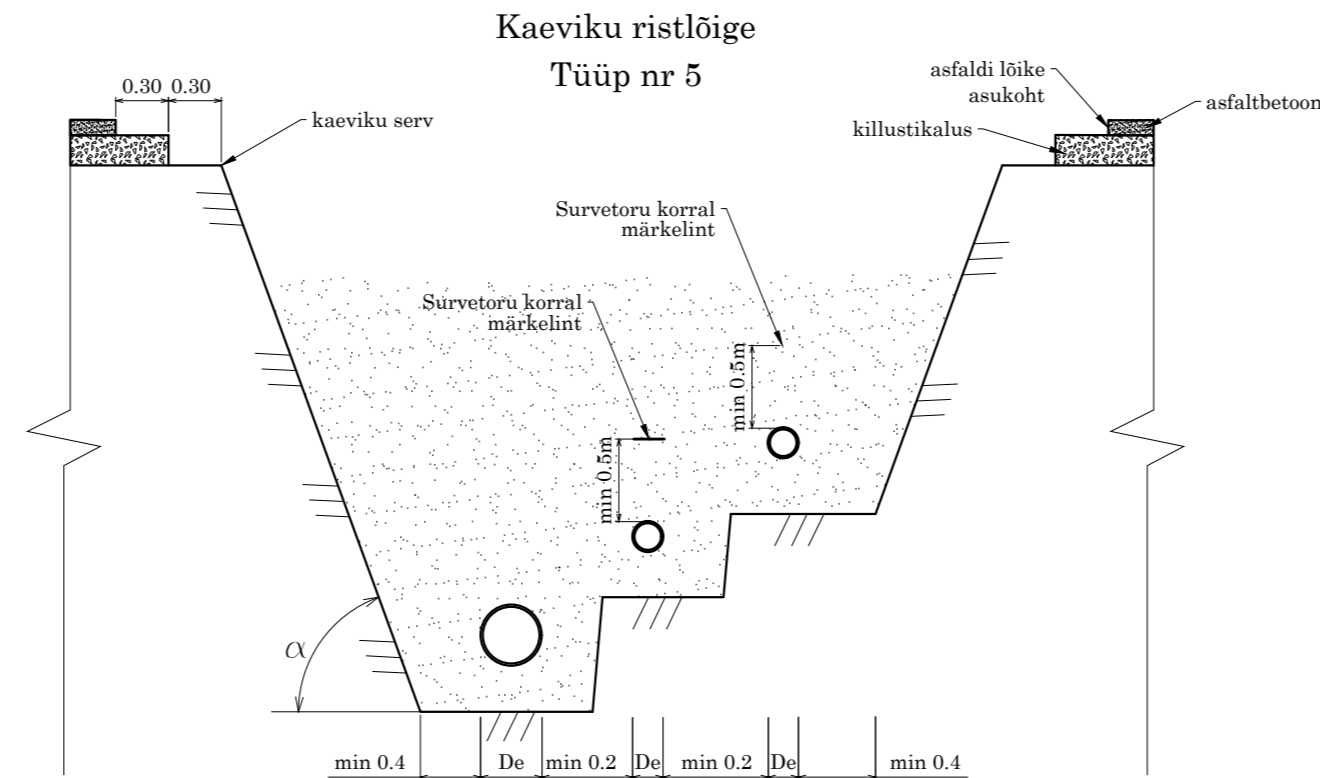 Kaeviku ristlõige
Tüüp nr 5
0.30 0.30
kaeviku serv
asfaldi lõike
asukoht
asfaltbetoon
killustikalus
Survetoru korral
märkelint
Survetoru korral
märkelint
min 0.5m
min 0.5m
α
min 0.4 De min 0.2 De min 0.2 De min 0.4